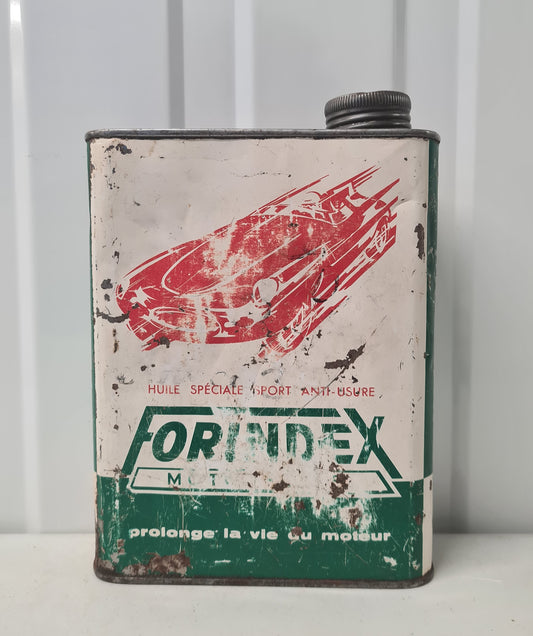 HUILE SPÉCIALE SPORT ANTI-USURE
FORINDEX
prolonge la vie du moteur